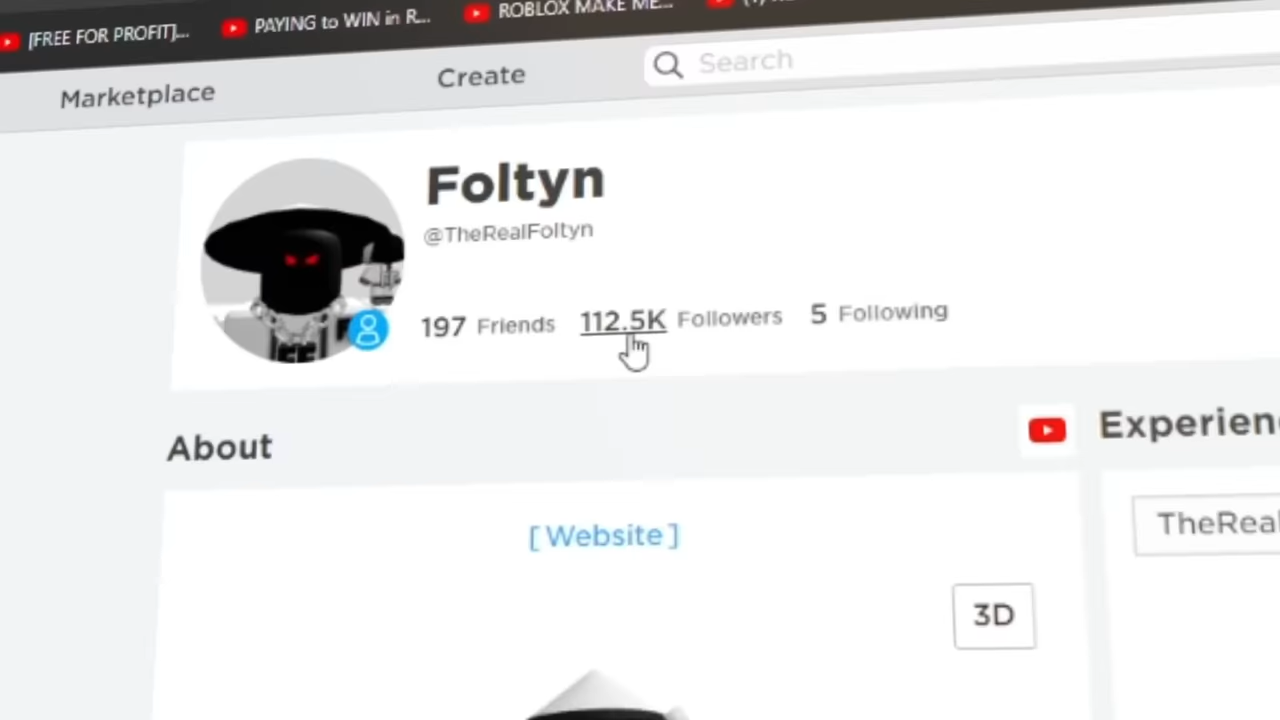 [FREE FOR PROFIT]... PAYING to WIN in R... ROBLOX MAKE ME...
Marketplace Create Search
Foltyn
@TheRealFoltyn
197 Friends 112.5K Followers 5 Following
About Experien
[ Website ]
TheReal
3D